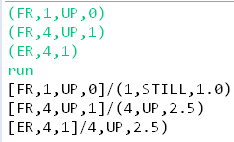 (FR,1,UP,0)
(FR,4,UP,1)
(ER,4,1)
run
[FR,1,UP,0]/(1,STILL,1.0)
[FR,4,UP,1]/(4,UP,2.5)
[ER,4,1]/4,UP,2.5)